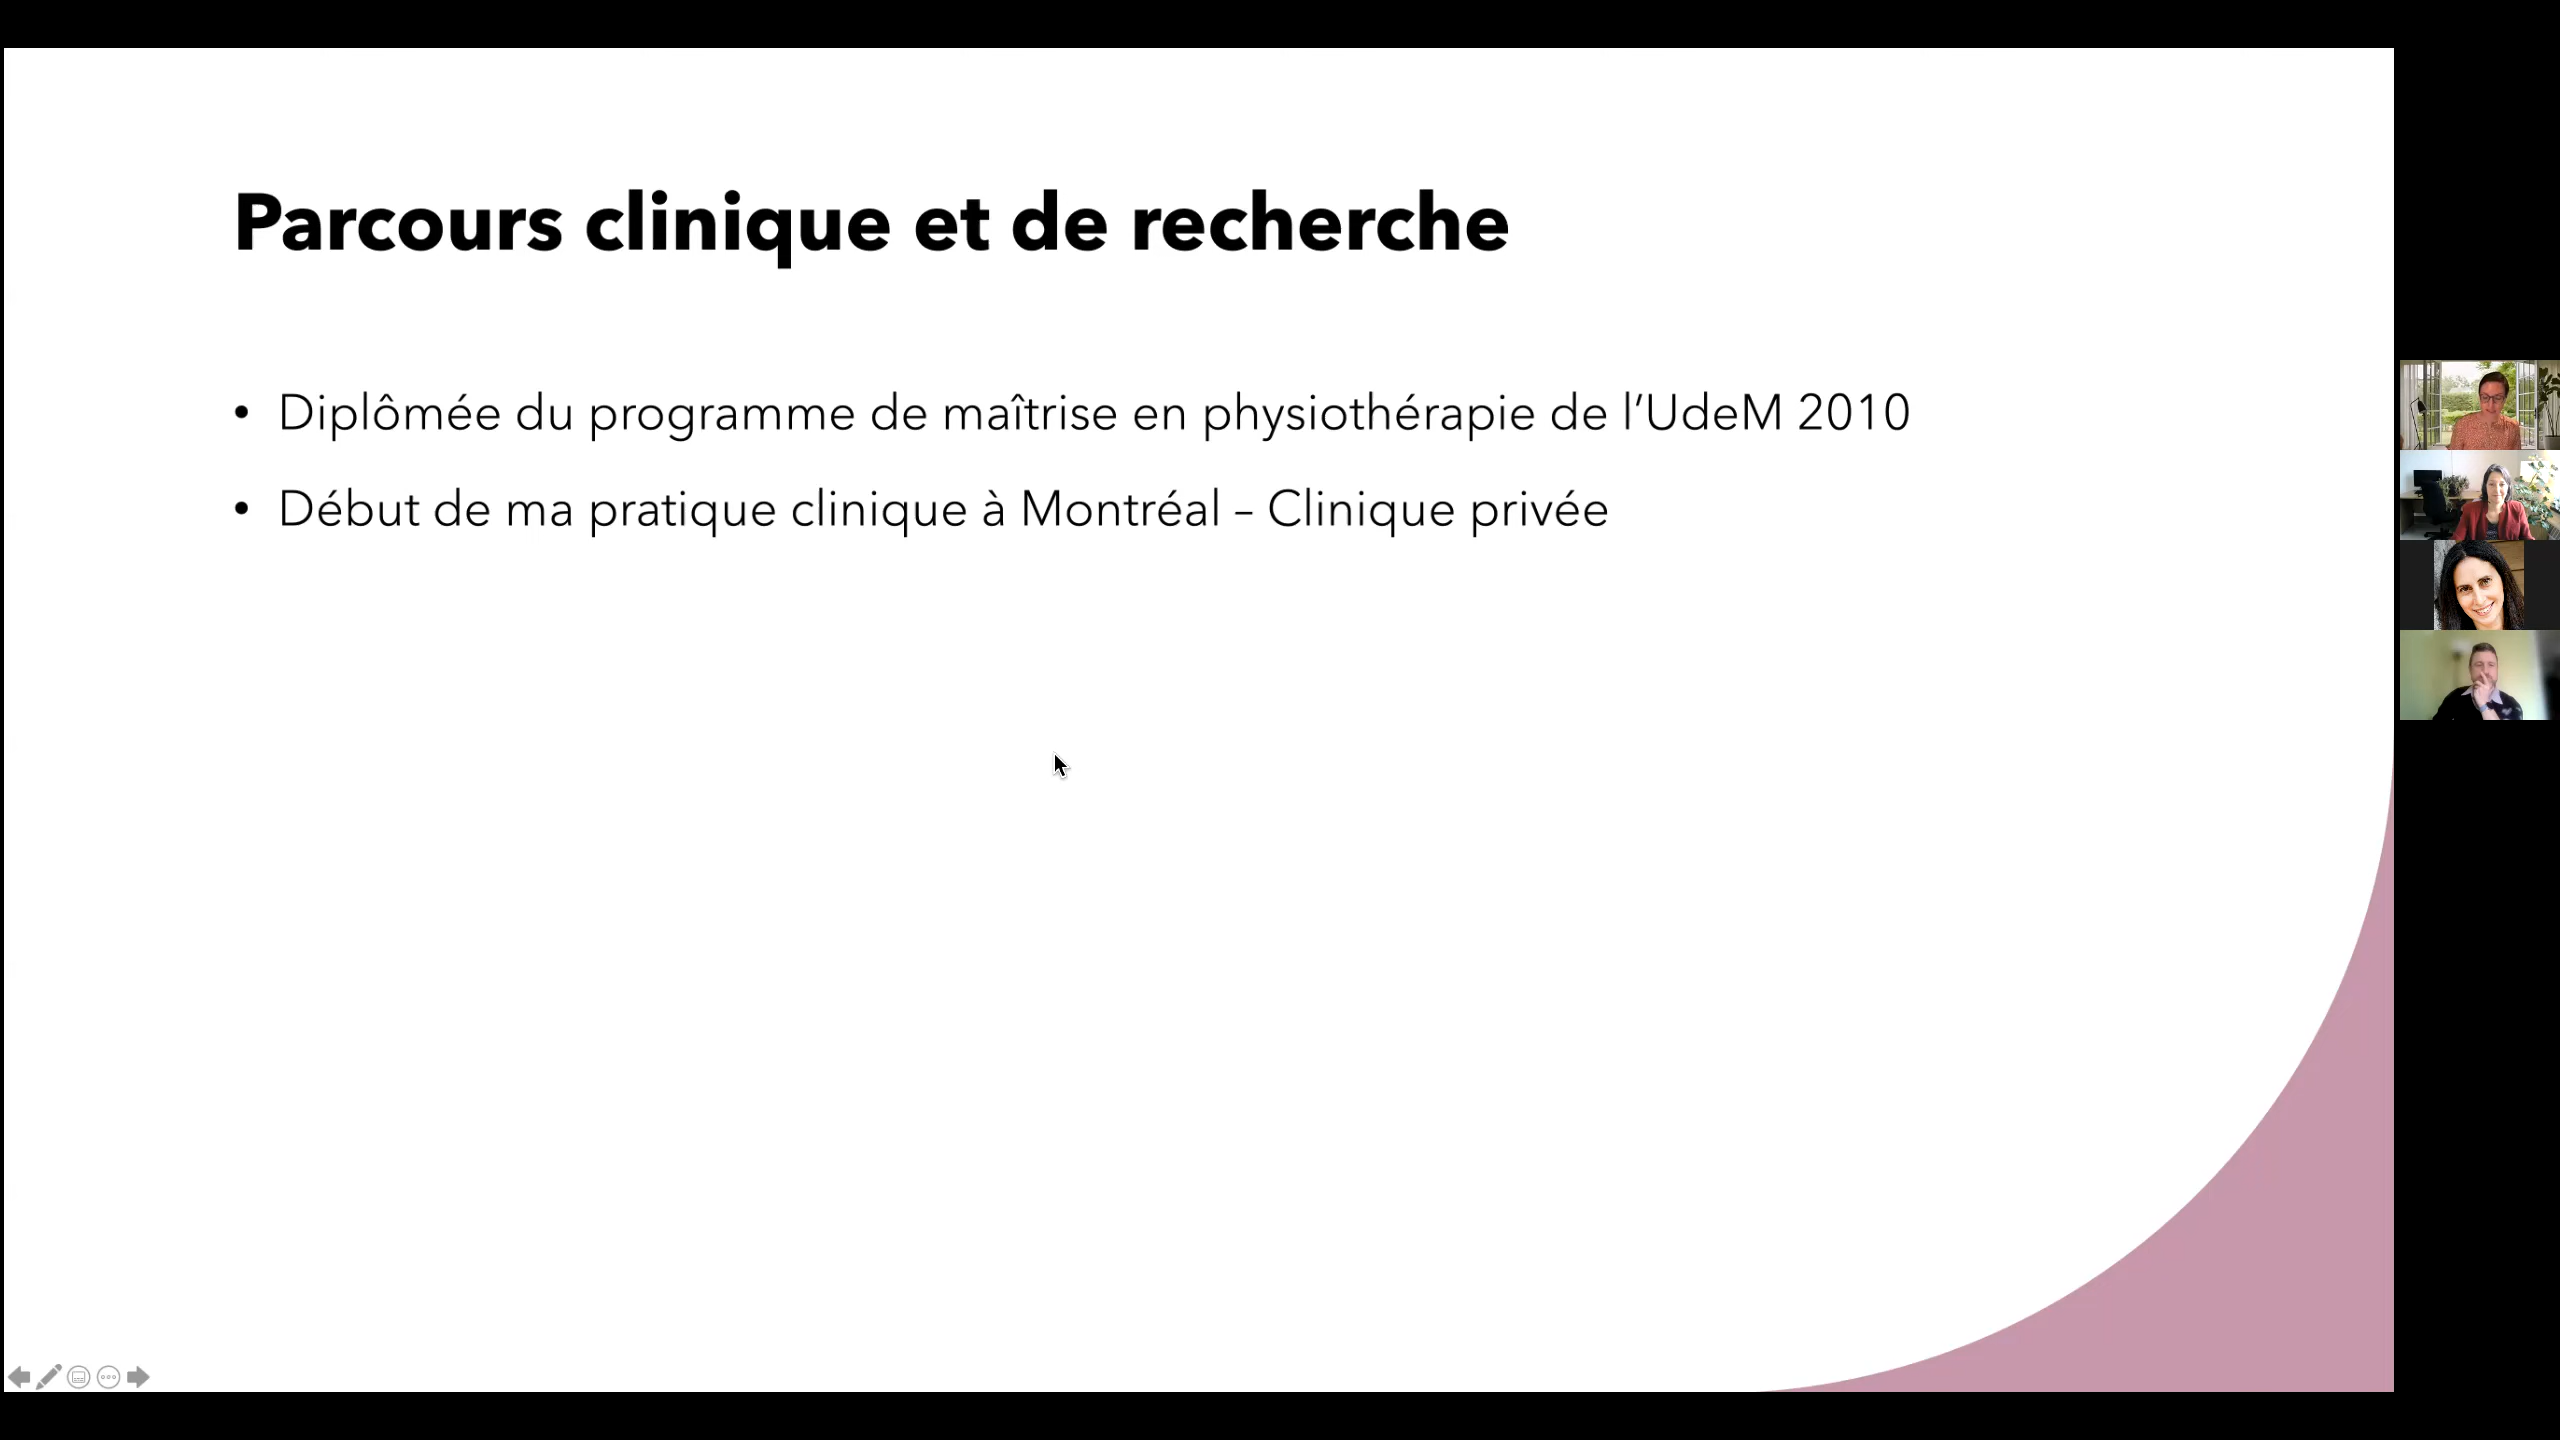 Parcours clinique et de recherche
• Diplômée du programme de maîtrise en physiothérapie de l’UdeM 2010
• Début de ma pratique clinique à Montréal – Clinique privée